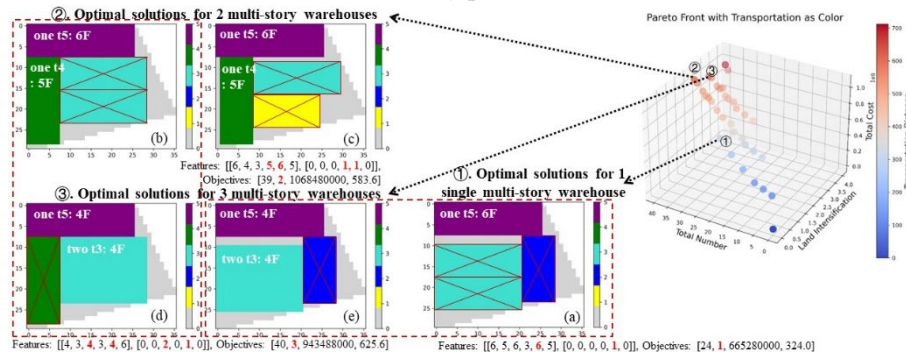 ②. Optimal solutions for 2 multi-story warehouses
Pareto Front with Transportation as Color
one t5: 6F
one t4
: 5F
(b)
one t5: 6F
one t4
: 5F
(c)
Features: [[6, 4, 3, 5, 6, 5], [0, 0, 0, 1, 1, 0]],
Objectives: [39, 2, 1068480000, 583.6]
②
③
①
Total Cost
Land Intensification
Total Number
①. Optimal solutions for 1
single multi-story warehouse
③. Optimal solutions for 3 multi-story warehouses
one t5: 4F
two t3: 4F
(d)
one t5: 4F
two t3: 4F
(e)
one t5: 6F
(a)
Features: [[4, 3, 4, 3, 4, 6], [0, 0, 2, 0, 1, 0]], Objectives: [40, 3, 943488000, 625.6]
Features: [[6, 5, 6, 3, 6, 5], [0, 0, 0, 0, 1, 0]], Objectives: [24, 1, 665280000, 324.0]